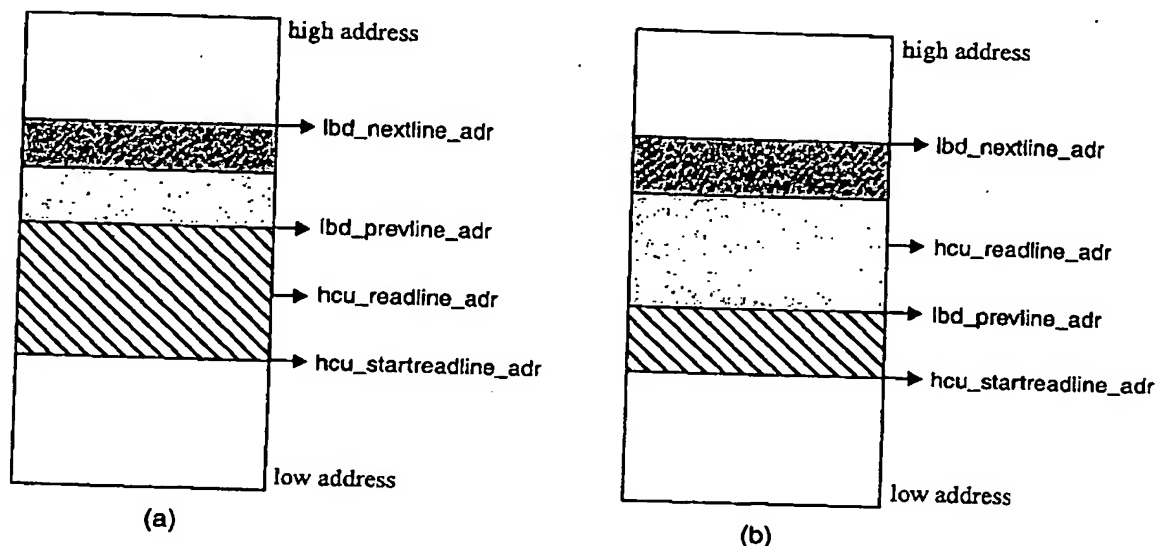 high address
lbd_nextline_adr
lbd_prevline_adr
hcu_readline_adr
hcu_startreadline_adr
low address
(a)
high address
lbd_nextline_adr
hcu_readline_adr
lbd_prevline_adr
hcu_startreadline_adr
low address
(b)